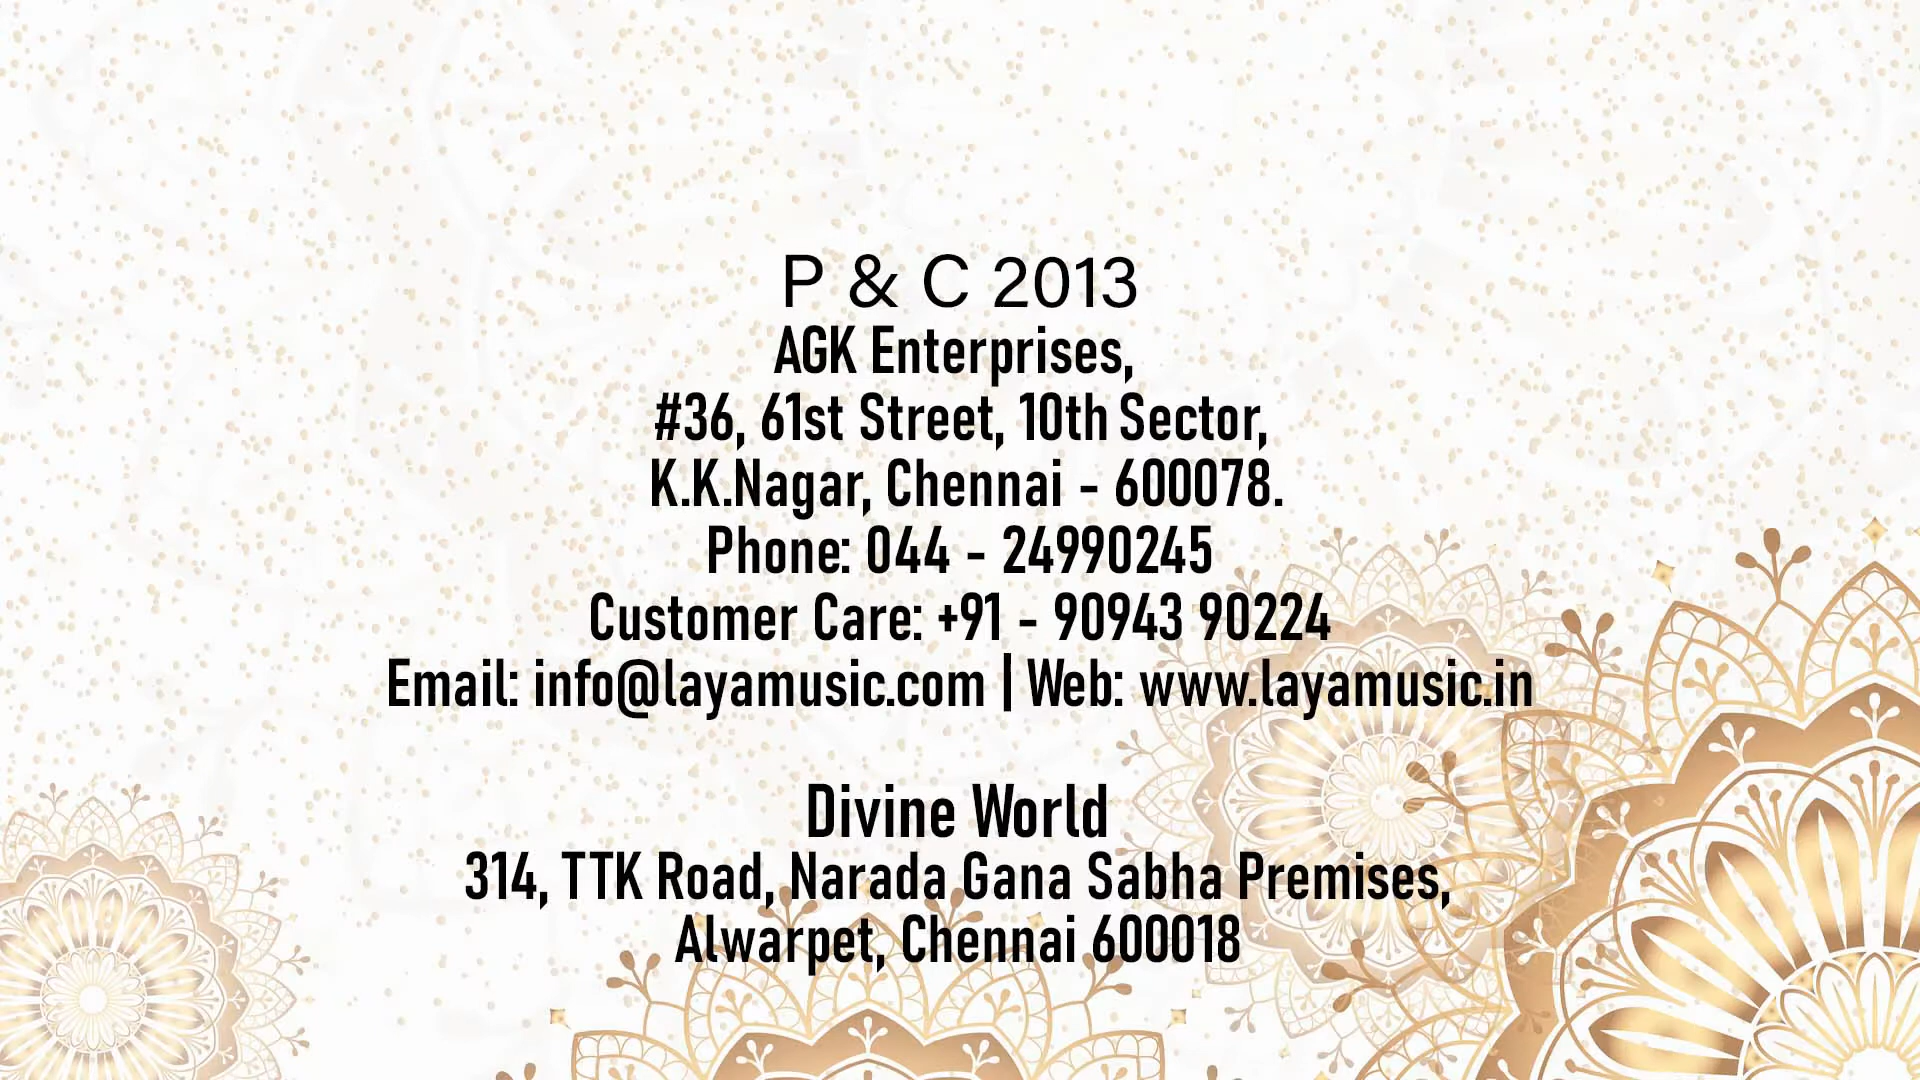 P & C 2013
AGK Enterprises,
#36, 61st Street, 10th Sector,
K.K.Nagar, Chennai - 600078.
Phone: 044 - 24990245
Customer Care: +91 - 90943 90224
Email: info@layamusic.com | Web: www.layamusic.in
Divine World
314, TTK Road, Narada Gana Sabha Premises,
Alwarpet, Chennai 600018